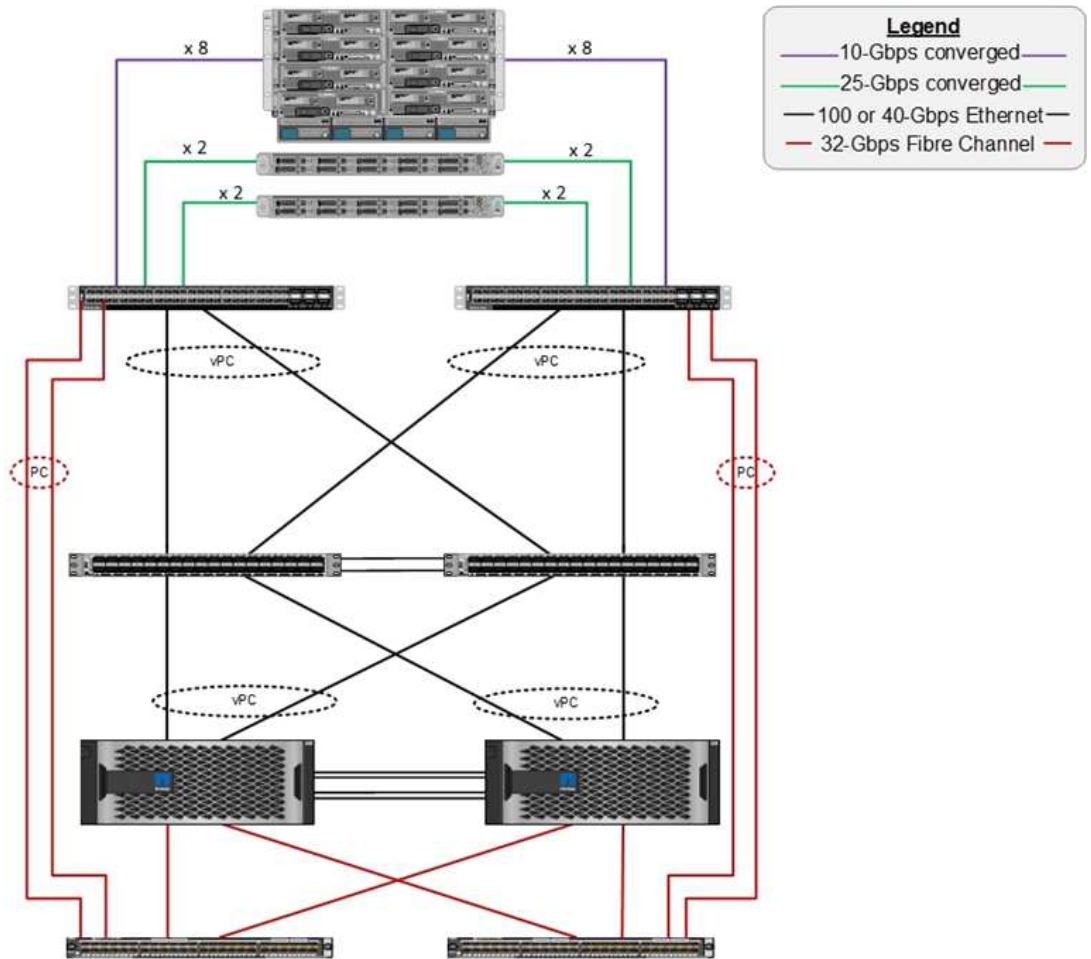 Legend
10-Gbps converged
25-Gbps converged
100 or 40-Gbps Ethernet
32-Gbps Fibre Channel
x 8
x 8
x 2
x 2
x 2
x 2
vPC
vPC
PC
PC
vPC
vPC